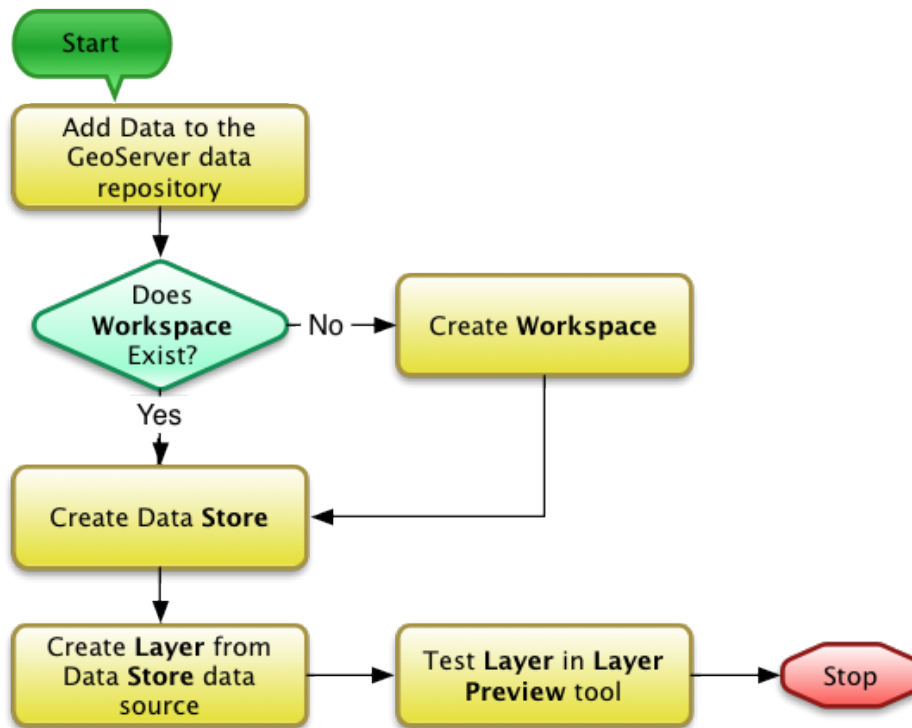 Start
Add Data to the
GeoServer data
repository
Does
Workspace
Exist?
No
Create Workspace
Yes
Create Data Store
Create Layer from
Data Store data
source
Test Layer in Layer
Preview tool
Stop